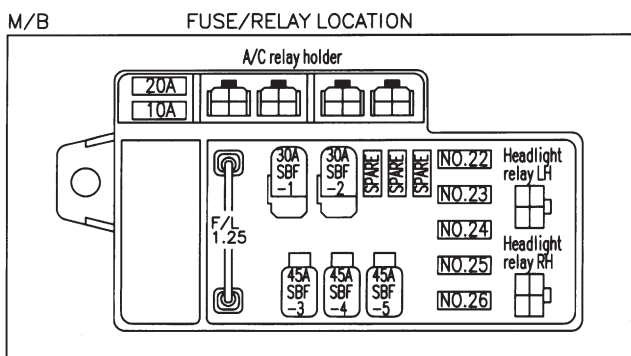 M/B FUSE/RELAY LOCATION
A/C relay holder
20A
10A
30A
SBF
-1
30A
SBF
-2
SPARE
SPARE
SPARE
NO.22
NO.23
NO.24
NO.25
NO.26
Headlight
relay LH
Headlight
relay RH
F/L
1.25
45A
SBF
-3
45A
SBF
-4
45A
SBF
-5